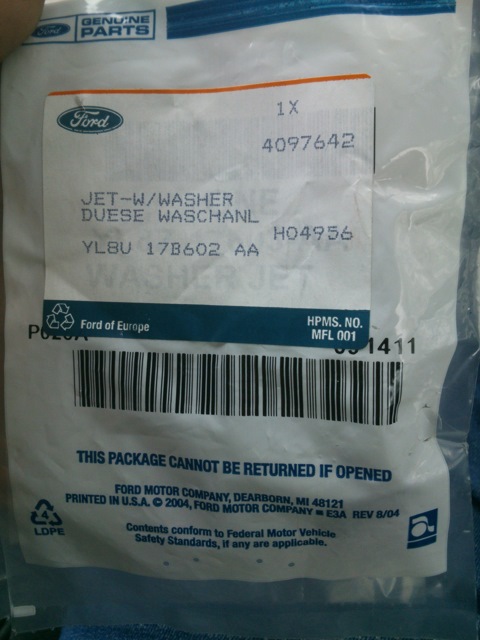 Ford
GENUINE
PARTS
Ford
1X
4097642
JET-W/WASHER
DUESE WASCHANL
H04956
YL8U 17B602 AA
WASHER JET
Ford of Europe
HPMS. NO.
MFL 001
1411
THIS PACKAGE CANNOT BE RETURNED IF OPENED
FORD MOTOR COMPANY, DEARBORN, MI 48121
PRINTED IN U.S.A. © 2004, FORD MOTOR COMPANY E3A REV 8/04
Contents conform to Federal Motor Vehicle
Safety Standards, if any are applicable.
4
LDPE